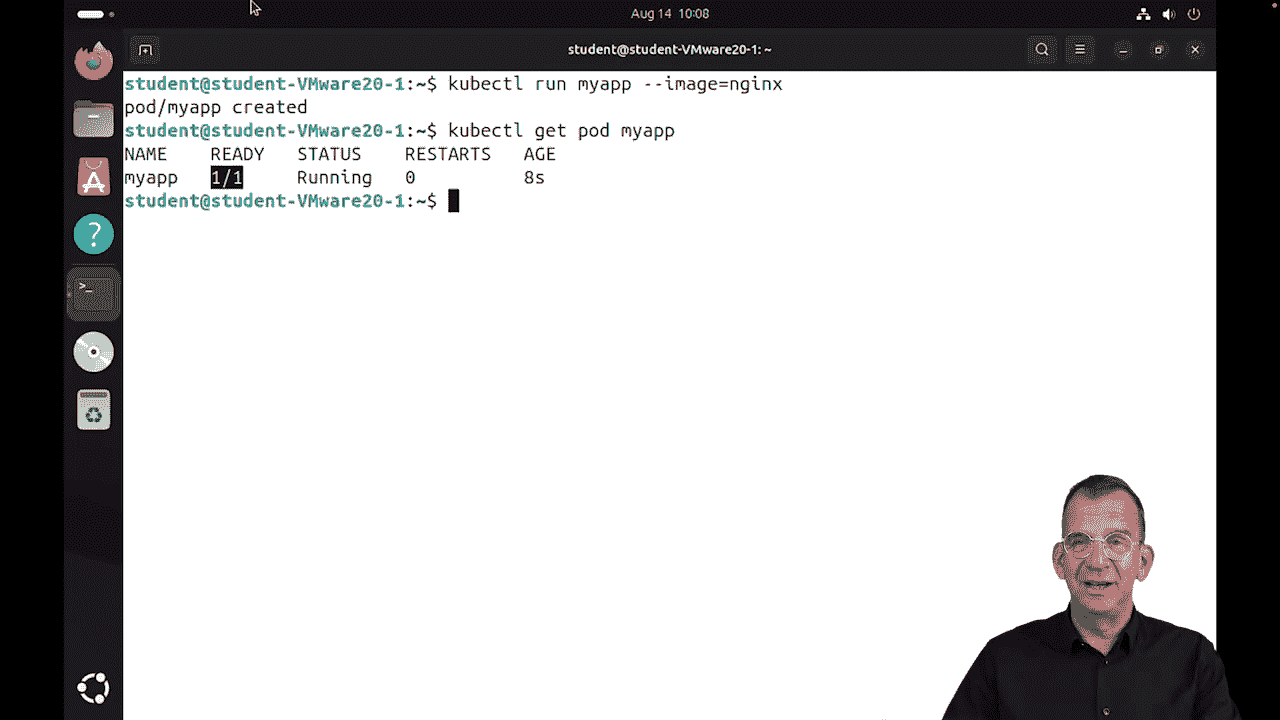 Aug 14 10:08
student@student-VMware20-1: ~
student@student-VMware20-1:~$ kubectl run myapp --image=nginx
pod/myapp created
student@student-VMware20-1:~$ kubectl get pod myapp
NAME READY STATUS RESTARTS AGE
myapp 1/1 Running 0 8s
student@student-VMware20-1:~$